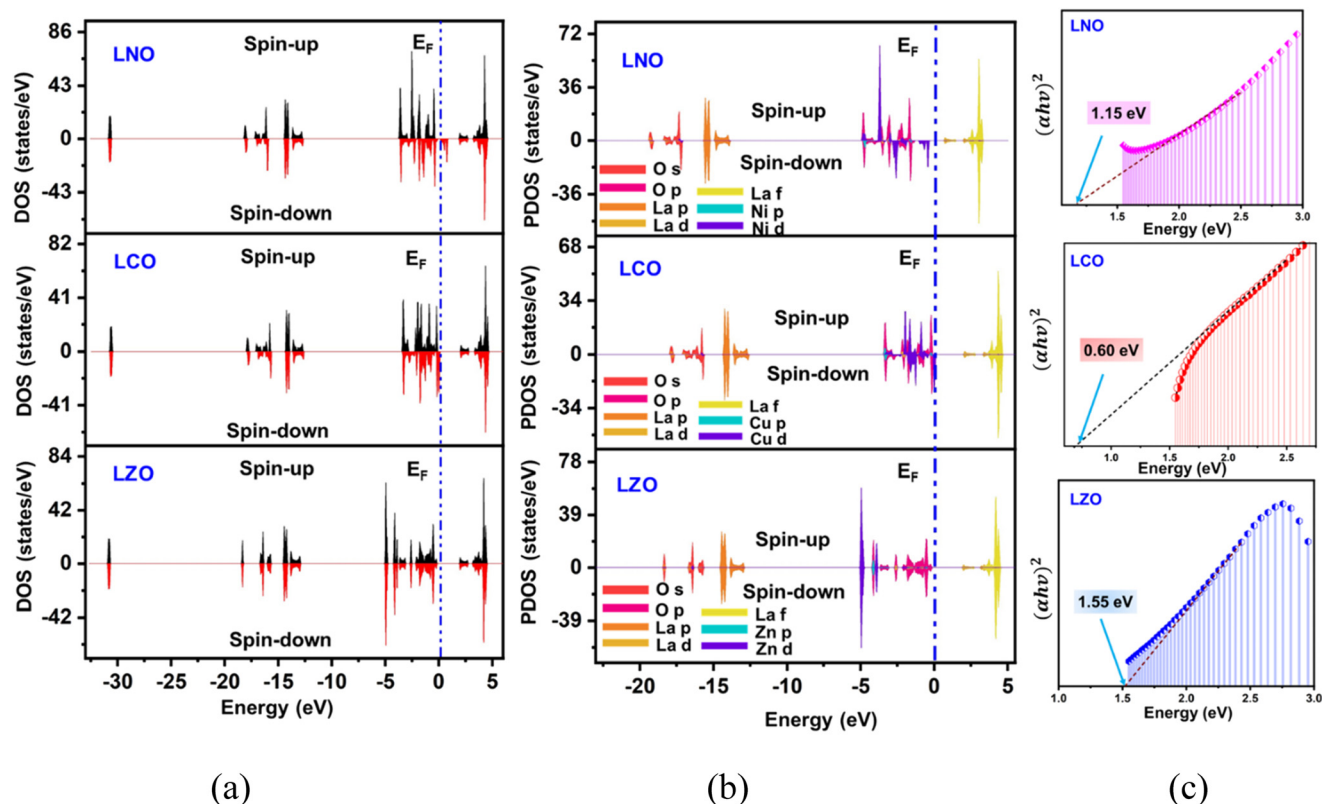 LNO
Spin-up
E_F
86
43
0
-43
DOS (states/eV)
Spin-down
LCO
Spin-up
E_F
82
41
0
-41
DOS (states/eV)
Spin-down
LZO
Spin-up
E_F
84
42
0
-42
DOS (states/eV)
Spin-down
-30 -25 -20 -15 -10 -5 0 5
Energy (eV)
(a)
LNO
E_F
72
36
0
-36
-72
PDOS (states/eV)
Spin-up
Spin-down
O s
O p
La p
La d
La f
Ni p
Ni d
LCO
E_F
68
34
0
-34
-68
PDOS (states/eV)
Spin-up
Spin-down
O s
O p
La p
La d
La f
Cu p
Cu d
LZO
E_F
78
39
0
-39
PDOS (states/eV)
Spin-up
Spin-down
O s
O p
La p
La d
La f
Zn p
Zn d
-20 -15 -10 -5 0 5
Energy (eV)
(b)
LNO
(αhν)²
1.15 eV
1.5 2.0 2.5 3.0
Energy (eV)
LCO
(αhν)²
0.60 eV
1.0 1.5 2.0 2.5
Energy (eV)
LZO
(αhν)²
1.55 eV
1.0 1.5 2.0 2.5 3.0
Energy (eV)
(c)